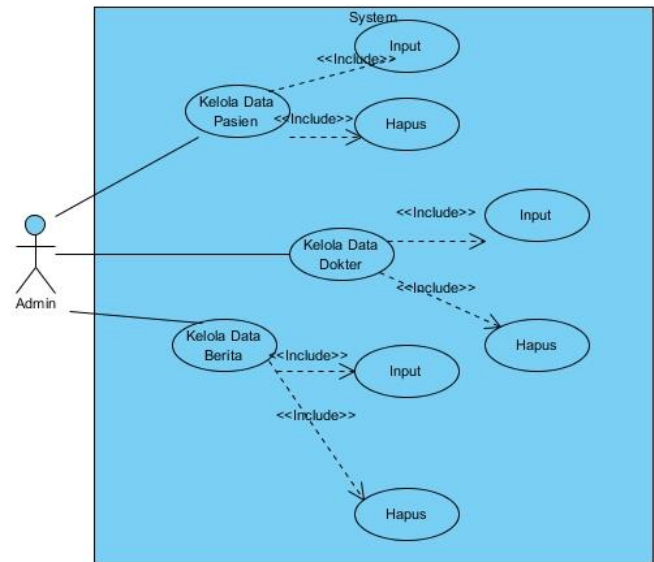 System
Input
<<Include>>
Kelola Data
Pasien
<<Include>>
Hapus
Input
<<Include>>
Kelola Data
Dokter
<<Include>>
Hapus
Admin
Kelola Data
Berita
<<Include>>
Input
<<Include>>
Hapus